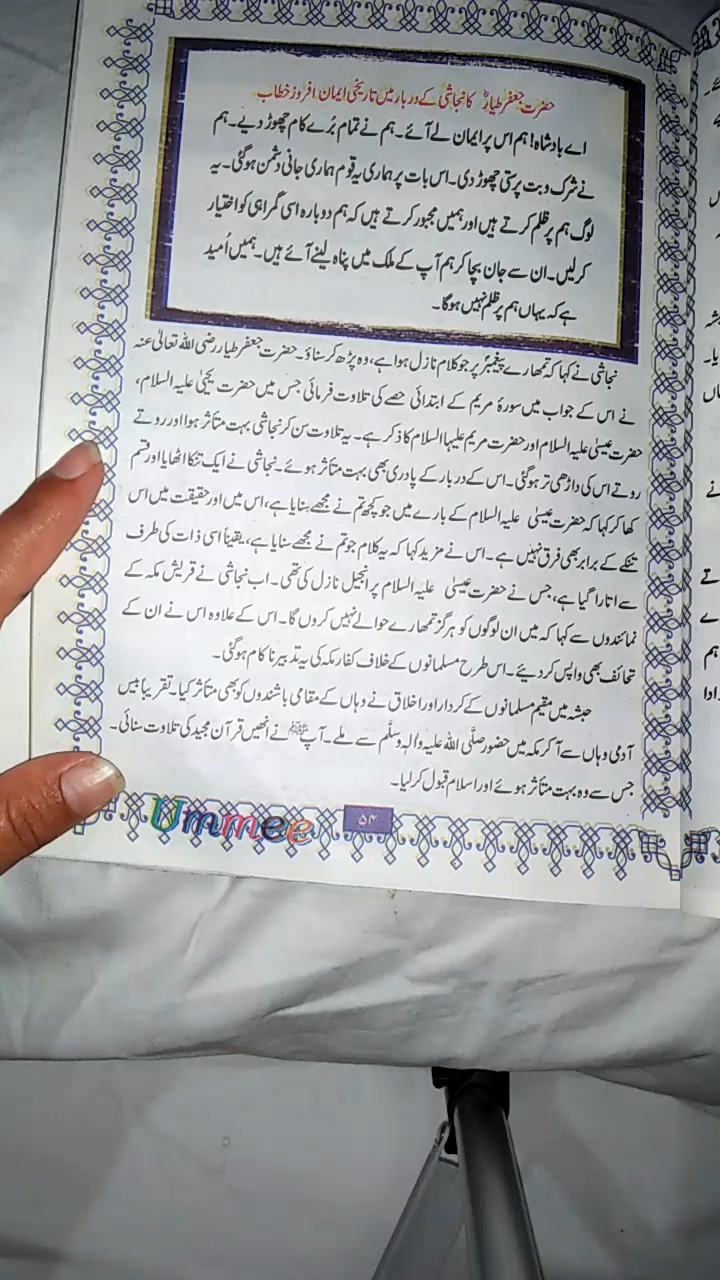 حضرت جعفر طیارؓ کا نجاشی کے دربار میں تاریخی ایمان افروز خطاب
اے بادشاہ! ہم اس پر ایمان لے آئے۔ ہم نے تمام بُرے کام چھوڑ دیے۔ ہم
نے شرک و بت پرستی چھوڑ دی۔ اس بات پر ہماری یہ قوم ہماری جانی دشمن ہوگئی۔ یہ
لوگ ہم پر ظلم کرتے ہیں اور ہمیں مجبور کرتے ہیں کہ ہم دوبارہ اسی گمراہی کو اختیار
کرلیں۔ ان سے جان بچا کر ہم آپ کے ملک میں پناہ لینے آئے ہیں۔ ہمیں اُمید
ہے کہ یہاں ہم پر ظلم نہیں ہوگا۔
نجاشی نے کہا کہ تمھارے پیغمبرؐ پر جو کلام نازل ہوا ہے، وہ پڑھ کر سناؤ۔ حضرت جعفر طیار رضی اللہ تعالیٰ عنہ
نے اس کے جواب میں سورۂ مریم کے ابتدائی حصے کی تلاوت فرمائی جس میں حضرت یحییٰ علیہ السلام،
حضرت عیسیٰ علیہ السلام اور حضرت مریم علیہا السلام کا ذکر ہے۔ یہ تلاوت سن کر نجاشی بہت متأثر ہوا اور روتے
روتے اس کی داڑھی تر ہوگئی۔ اس کے دربار کے پادری بھی بہت متأثر ہوئے۔ نجاشی نے ایک تنکا اٹھایا اور قسم
کھا کر کہا کہ حضرت عیسیٰ علیہ السلام کے بارے میں جو کچھ تم نے مجھے بتایا ہے، اس میں اور حقیقت میں اس
تنکے کے برابر بھی فرق نہیں ہے۔ اس نے مزید کہا کہ یہ کلام جو تم نے مجھے سنایا ہے، یقیناً اسی ذات کی طرف
سے اتارا گیا ہے، جس نے حضرت عیسیٰ علیہ السلام پر انجیل نازل کی تھی۔ اب نجاشی نے قریش مکہ کے
نمائندوں سے کہا کہ میں ان لوگوں کو ہرگز تمھارے حوالے نہیں کروں گا۔ اس کے علاوہ اس نے ان کے
تحائف بھی واپس کر دیئے۔ اس طرح مسلمانوں کے خلاف کفار مکہ کی یہ تدبیر ناکام ہوگئی۔
حبشہ میں مقیم مسلمانوں کے کردار اور اخلاق نے وہاں کے مقامی باشندوں کو بھی متأثر کیا۔ تقریباً بیس
آدمی وہاں سے آکر مکہ میں حضور صلَّی اللہ علیہ واٰلہٖ وسلَّم سے ملے۔ آپ ﷺ نے انھیں قرآن مجید کی تلاوت سنائی۔
جس سے وہ بہت متأثر ہوئے اور اسلام قبول کر لیا۔
Ummee
۵۴